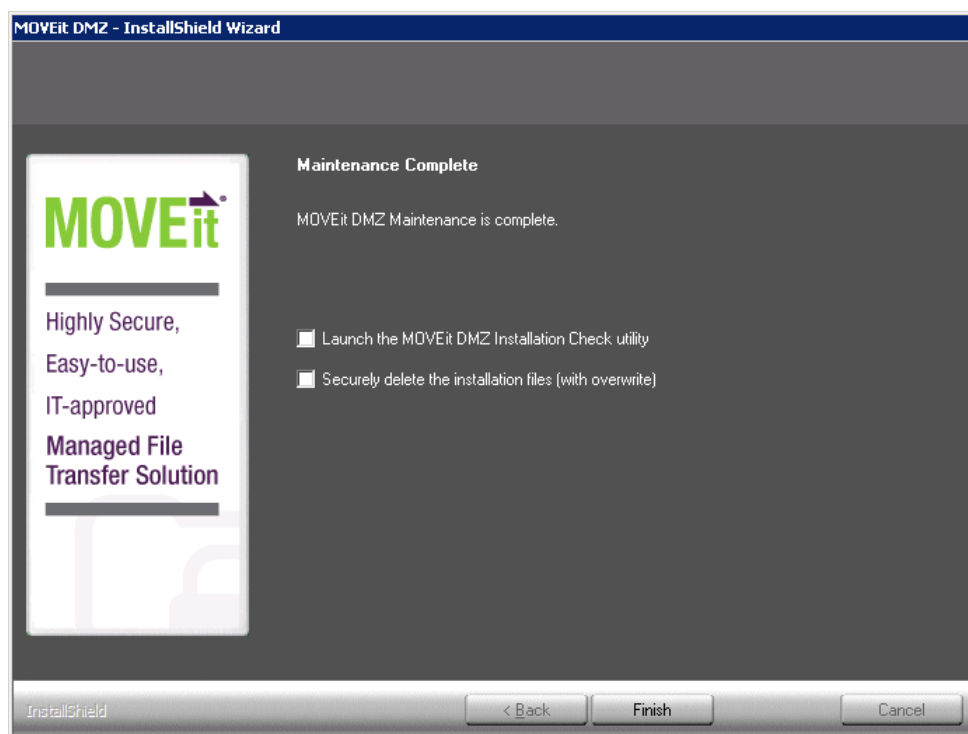 MOVEit DMZ - InstallShield Wizard
MOVEit®
Highly Secure,
Easy-to-use,
IT-approved
Managed File
Transfer Solution
Maintenance Complete
MOVEit DMZ Maintenance is complete.
Launch the MOVEit DMZ Installation Check utility
Securely delete the installation files (with overwrite)
InstallShield
< Back
Finish
Cancel